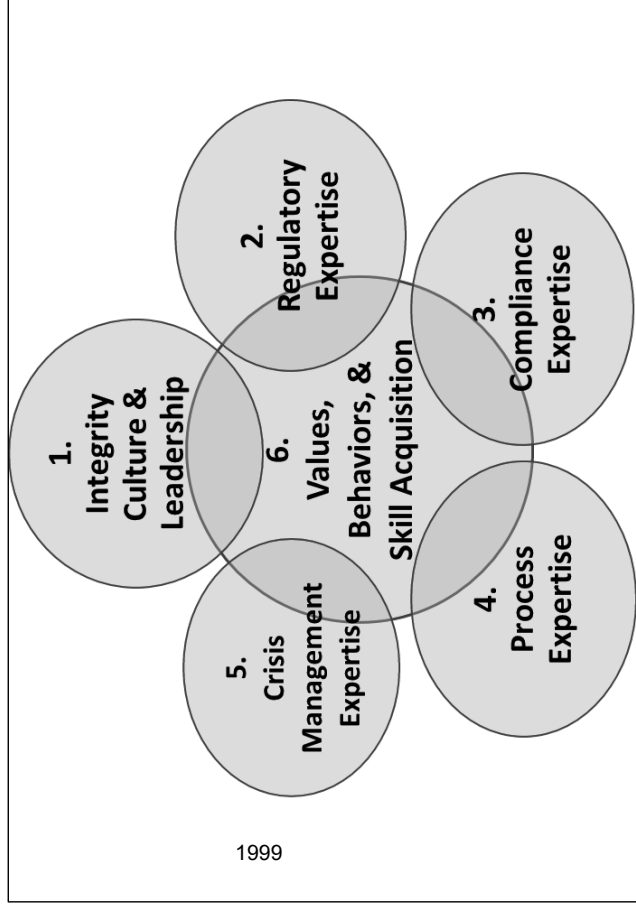 1.
Integrity
Culture &
Leadership
2.
Regulatory
Expertise
3.
Compliance
Expertise
4.
Process
Expertise
5.
Crisis
Management
Expertise
6.
Values,
Behaviors, &
Skill Acquisition
1999